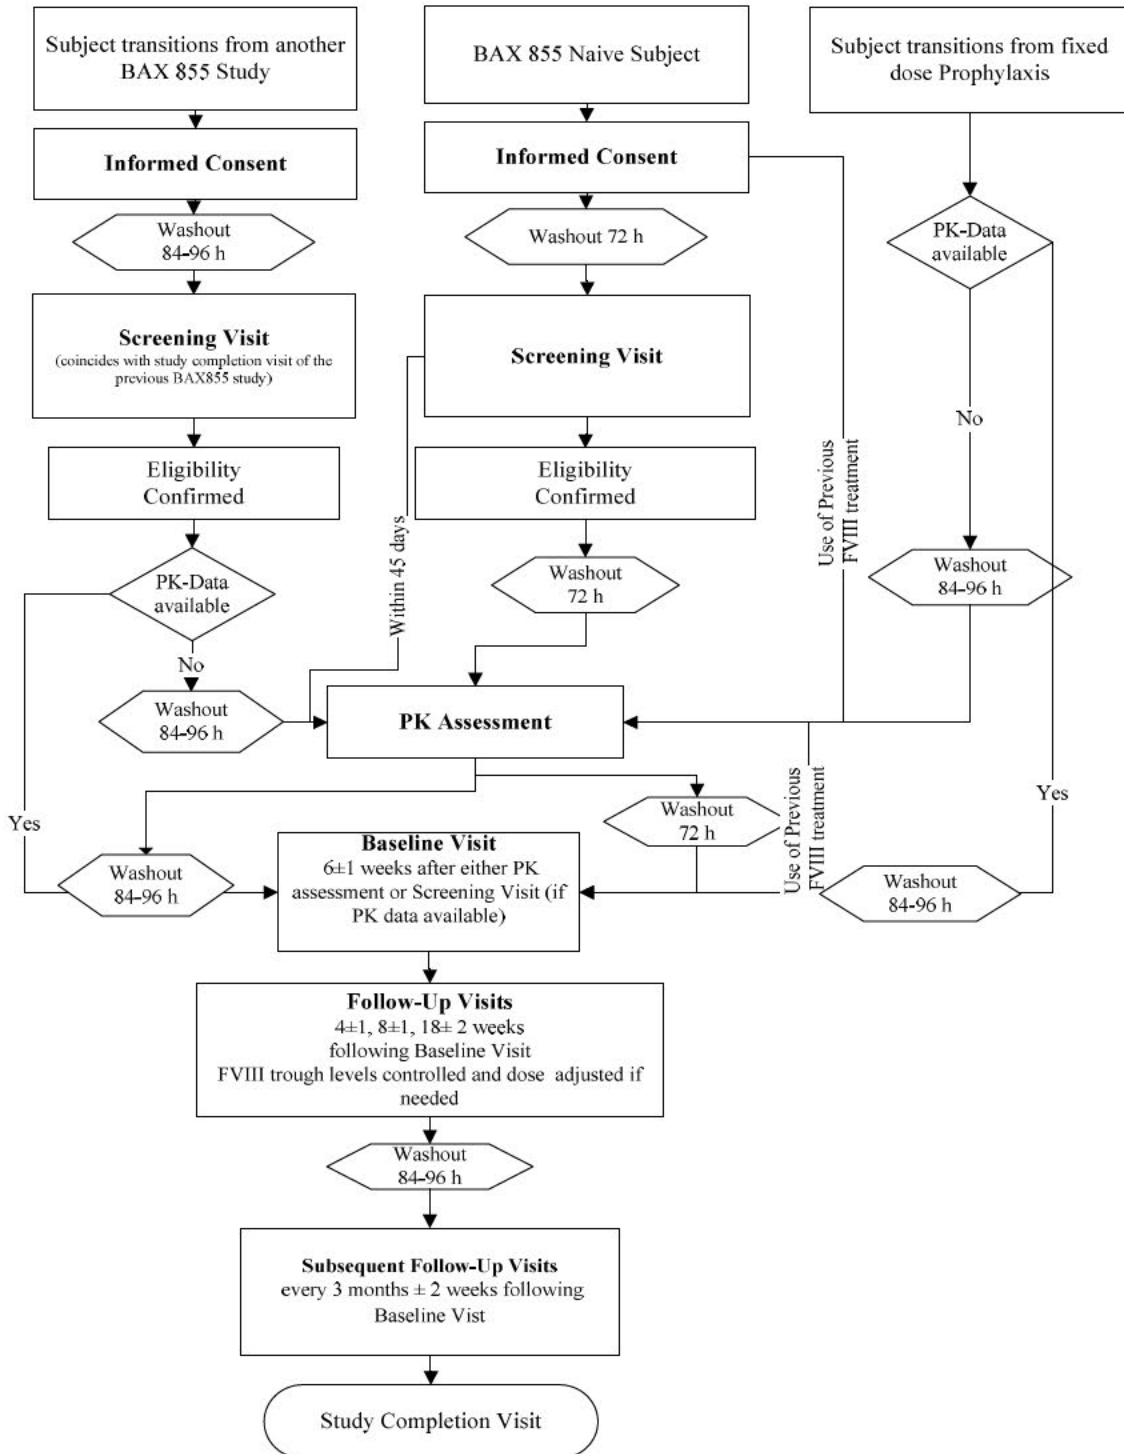 Subject transitions from another
BAX 855 Study
BAX 855 Naive Subject
Subject transitions from fixed
dose Prophylaxis
Informed Consent
Informed Consent
Washout
84-96 h
Washout 72 h
PK-Data
available
Screening Visit
(coincides with study completion visit of the
previous BAX855 study)
Screening Visit
No
Eligibility
Confirmed
Eligibility
Confirmed
Use of Previous
FVIII treatment
Within 45 days
PK-Data
available
Washout
72 h
Washout
84-96 h
No
Washout
84-96 h
PK Assessment
Yes
Yes
Washout
72 h
Use of Previous
FVIII treatment
Washout
84-96 h
Baseline Visit
6±1 weeks after either PK
assessment or Screening Visit (if
PK data available)
Washout
84-96 h
Follow-Up Visits
4±1, 8±1, 18± 2 weeks
following Baseline Visit
FVIII trough levels controlled and dose adjusted if
needed
Washout
84-96 h
Subsequent Follow-Up Visits
every 3 months ± 2 weeks following
Baseline Vist
Study Completion Visit